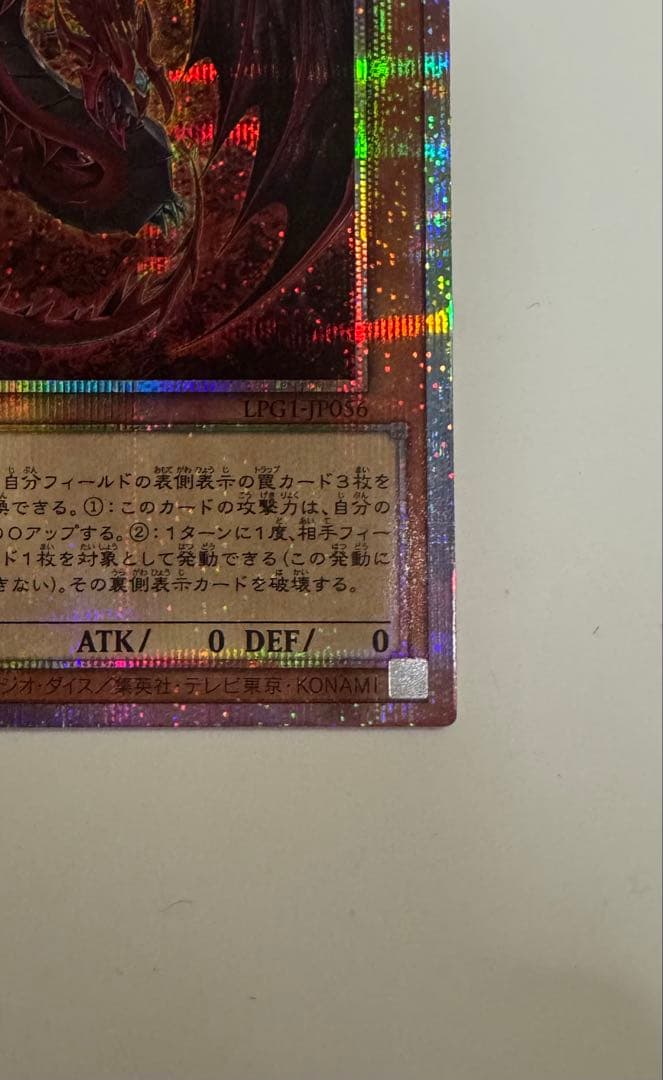 LPG1-JP056
自分フィールドの表側表示の罠カード3枚を
喚できる。①:このカードの攻撃力は、自分の
00アップする。②:1ターンに1度、相手フィー
ド1枚を対象として発動できる(この発動に
きない)。その裏側表示カードを破壊する。
ATK/ 0 DEF/ 0
ジオ・ダイス/集英社・テレビ東京・KONAMI